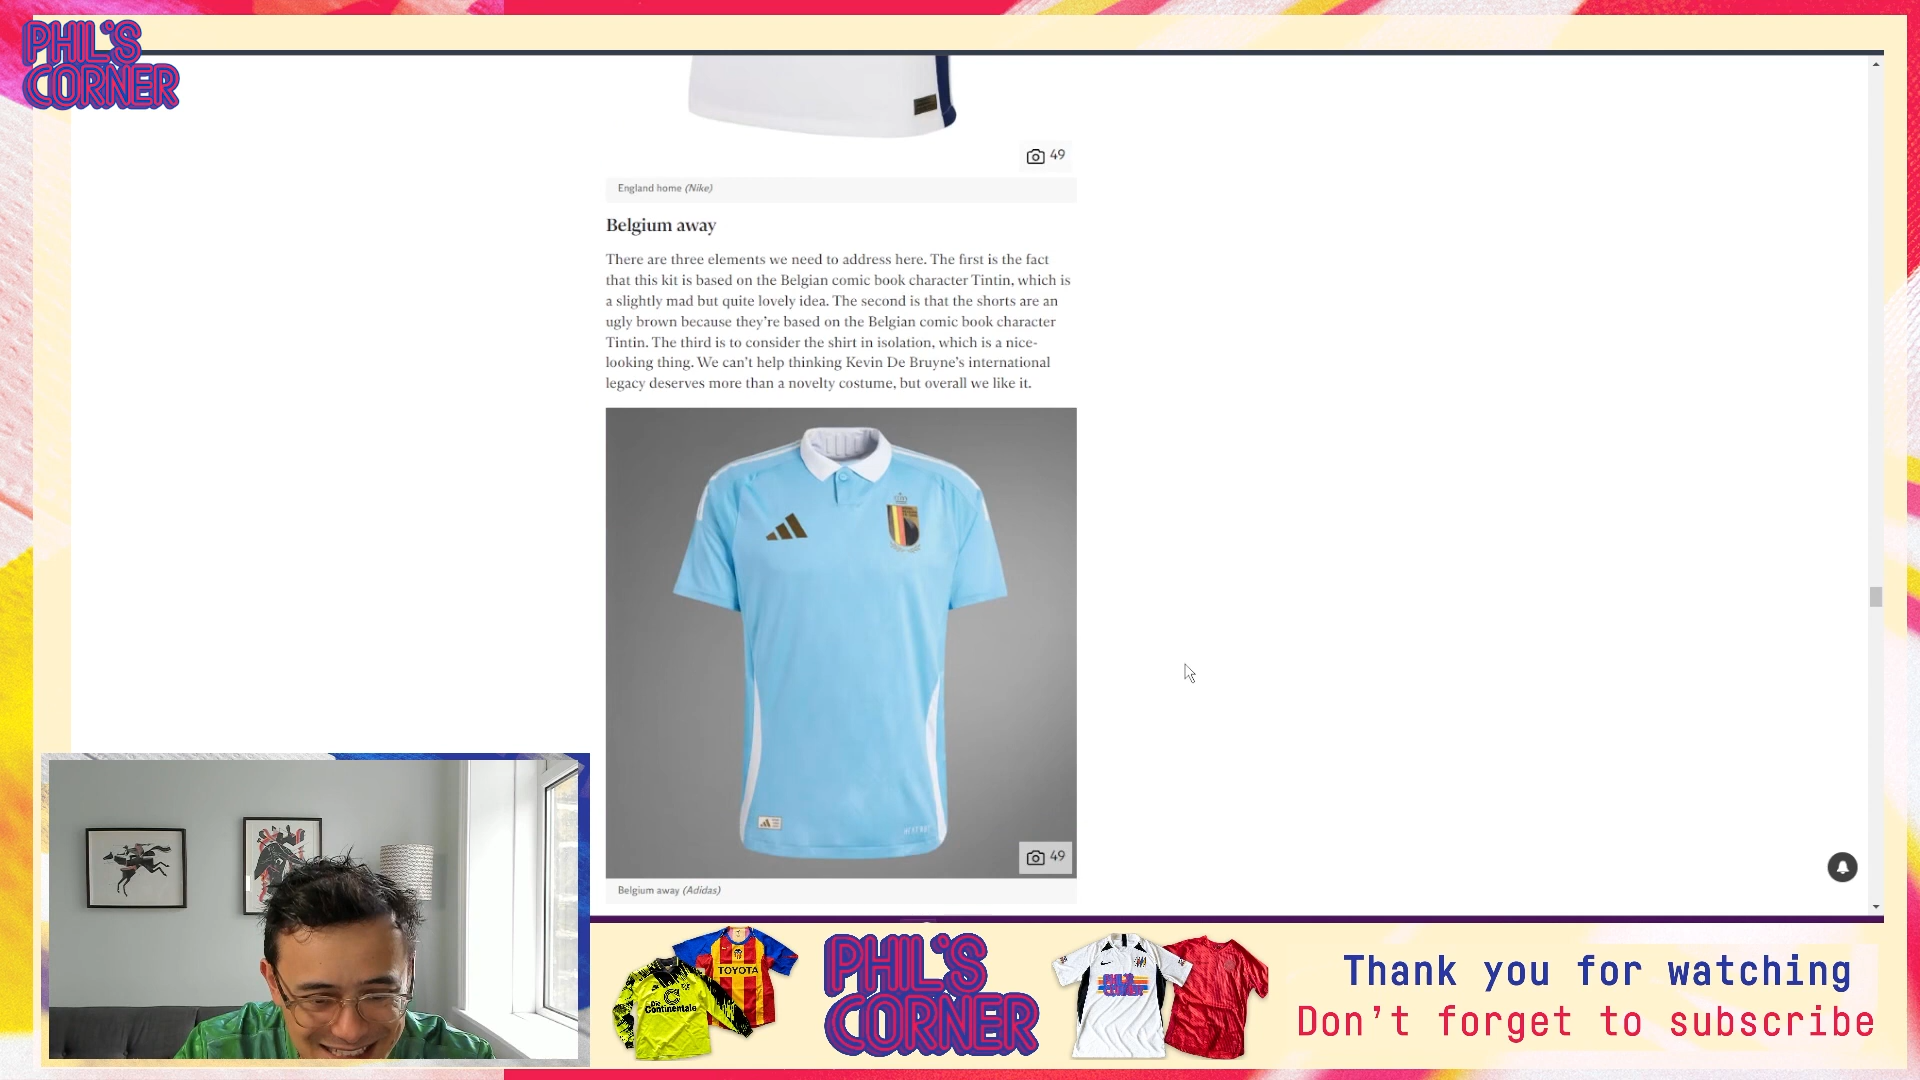 PHIL'S
CORNER
49
England home (Nike)
Belgium away
There are three elements we need to address here. The first is the fact
that this kit is based on the Belgian comic book character Tintin, which is
a slightly mad but quite lovely idea. The second is that the shorts are an
ugly brown because they’re based on the Belgian comic book character
Tintin. The third is to consider the shirt in isolation, which is a nice-
looking thing. We can’t help thinking Kevin De Bruyne’s international
legacy deserves more than a novelty costume, but overall we like it.
49
Belgium away (Adidas)
TOYOTA
Die
Continentale
PHIL'S
CORNER
PHIL'S
CORNER
Thank you for watching
Don't forget to subscribe